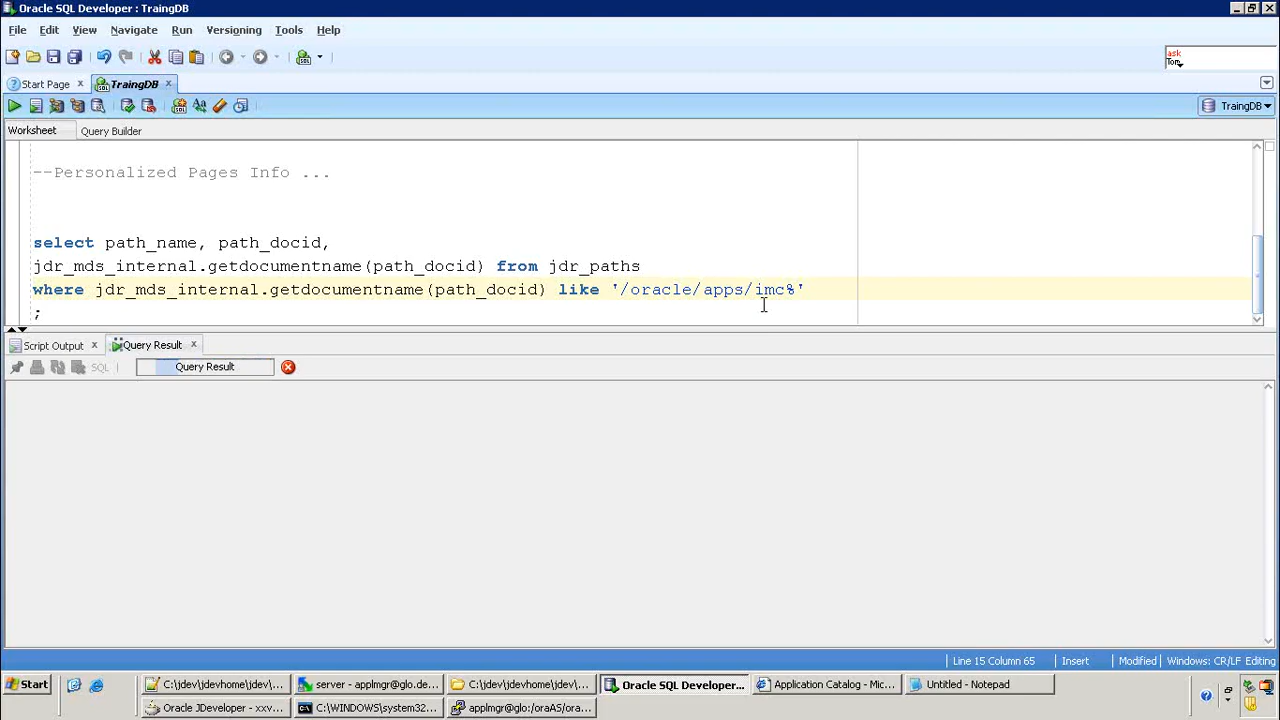 Oracle SQL Developer : TraingDB
File Edit View Navigate Run Versioning Tools Help
ask
Tom
Start Page TraingDB
TraingDB
Worksheet Query Builder
--Personalized Pages Info ...
select path_name, path_docid,
jdr_mds_internal.getdocumentname(path_docid) from jdr_paths
where jdr_mds_internal.getdocumentname(path_docid) like '/oracle/apps/imc%'
;
Script Output Query Result
SQL Query Result
Line 15 Column 65 Insert Modified Windows: CR/LF Editing
Start C:\jdev\jdevhome\jdev\... server - applmgr@glo.de... C:\jdev\jdevhome\jdev\... Oracle SQL Developer... Application Catalog - Mic... Untitled - Notepad
Oracle JDeveloper - xxv... C:\WINDOWS\system32... applmgr@glo:/oraAS/ora...